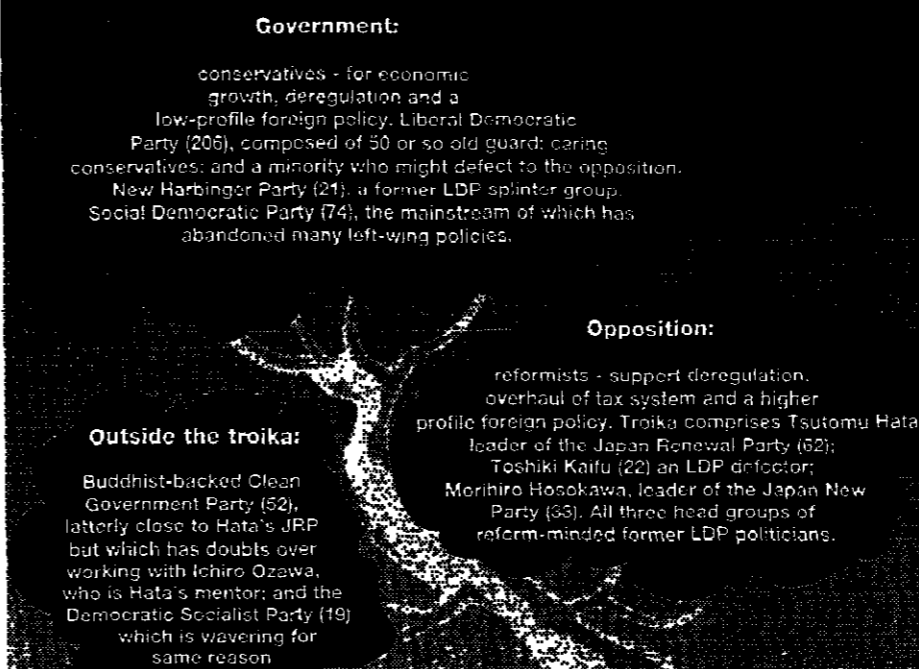 Government:
conservatives - for economic
growth, deregulation and a
low-profile foreign policy. Liberal Democratic
Party (206), composed of 50 or so old guard: caring
conservatives: and a minority who might defect to the opposition.
New Harbinger Party (21), a former LDP splinter group.
Social Democratic Party (74), the mainstream of which has
abandoned many left-wing policies.
Opposition:
reformists - support deregulation,
overhaul of tax system and a higher
profile foreign policy. Troika comprises Tsutomu Hata
leader of the Japan Renewal Party (62);
Toshiki Kaifu (22) an LDP defector;
Morihiro Hosokawa, leader of the Japan New
Party (33). All three head groups of
reform-minded former LDP politicians.
Outside the troika:
Buddhist-backed Clean
Government Party (52),
latterly close to Hata's JRP
but which has doubts over
working with Ichiro Ozawa,
who is Hata's mentor; and the
Democratic Socialist Party (19)
which is wavering for
same reason